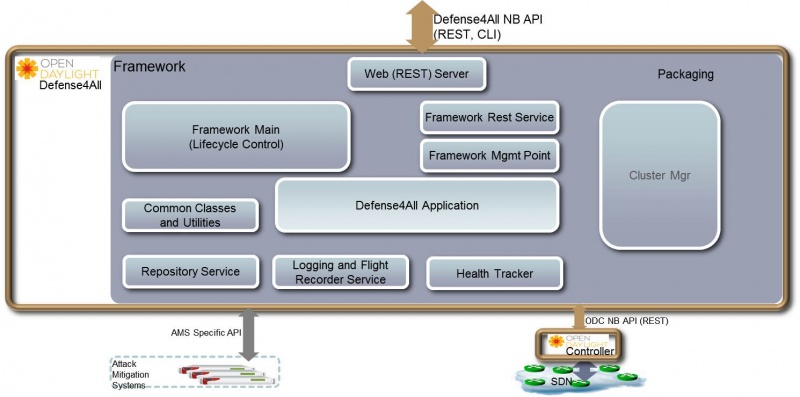 Defense4All NB API
(REST, CLI)
OPEN
DAYLIGHT
Defense4All
Framework
Web (REST) Server
Packaging
Framework Main
(Lifecycle Control)
Framework Rest Service
Framework Mgmt Point
Cluster Mgr
Defense4All Application
Common Classes
and Utilities
Repository Service
Logging and Flight
Recorder Service
Health Tracker
AMS Specific API
ODC NB API (REST)
Attack
Mitigation
Systems
OPEN
DAYLIGHT
Controller
SDN